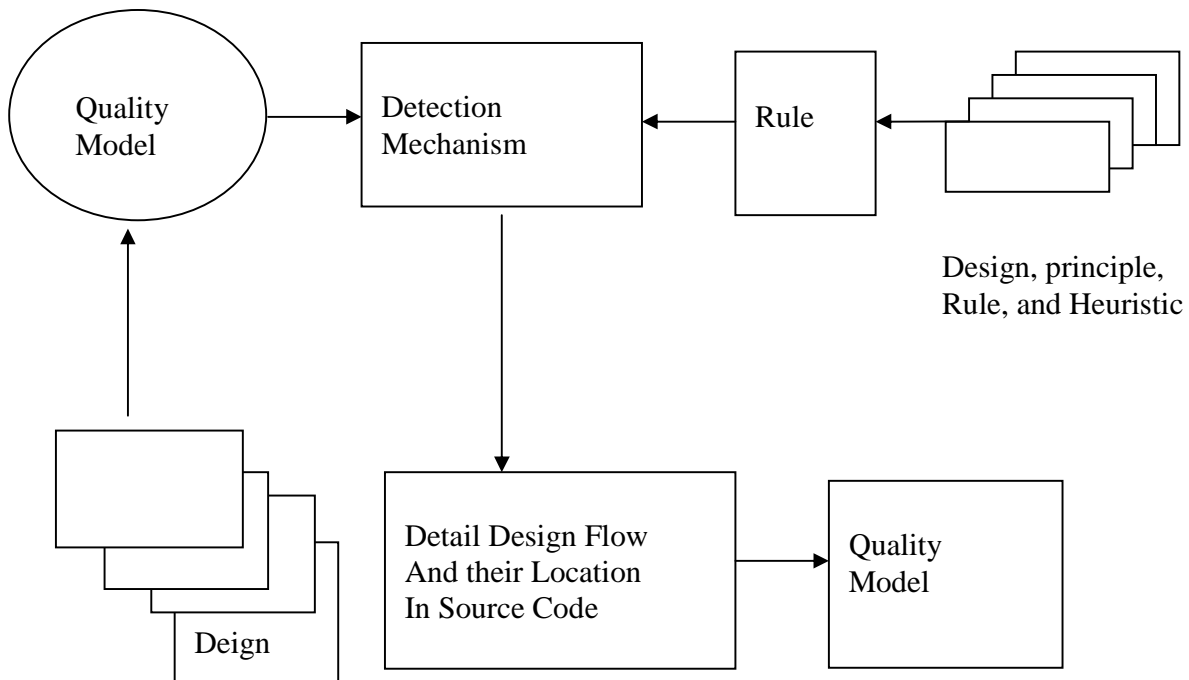 Quality
Model
Detection
Mechanism
Rule
Design, principle,
Rule, and Heuristic
Detail Design Flow
And their Location
In Source Code
Quality
Model
Deign